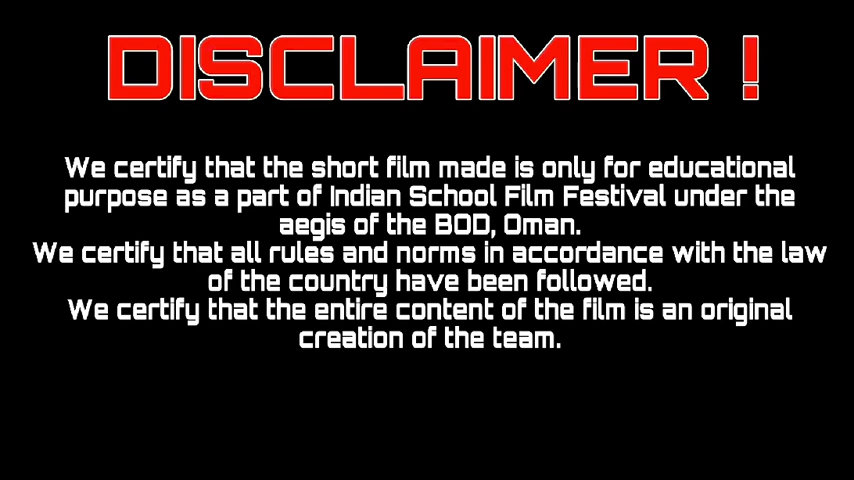 DISCLAIMER !
We certify that the short film made is only for educational
purpose as a part of Indian School Film Festival under the
aegis of the BOD, Oman.
We certify that all rules and norms in accordance with the law
of the country have been followed.
We certify that the entire content of the film is an original
creation of the team.